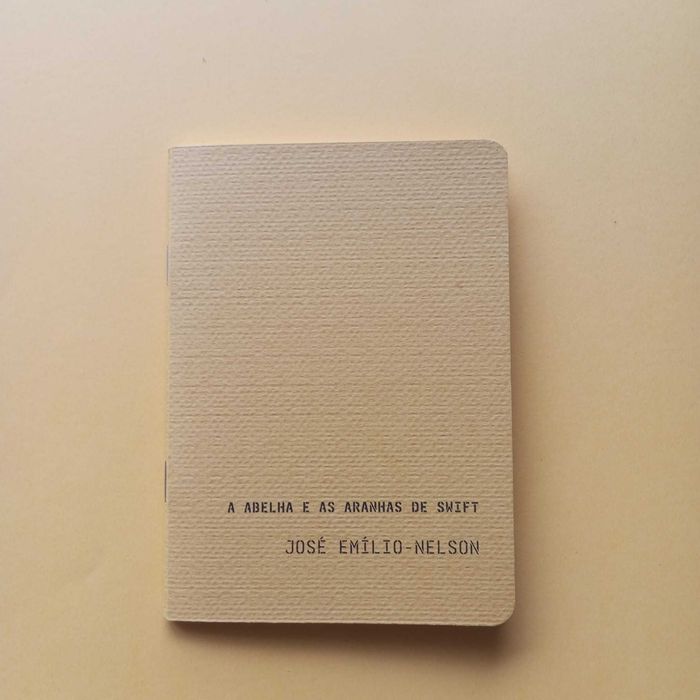 A ABELHA E AS ARANHAS DE SWIFT
JOSÉ EMÍLIO-NELSON